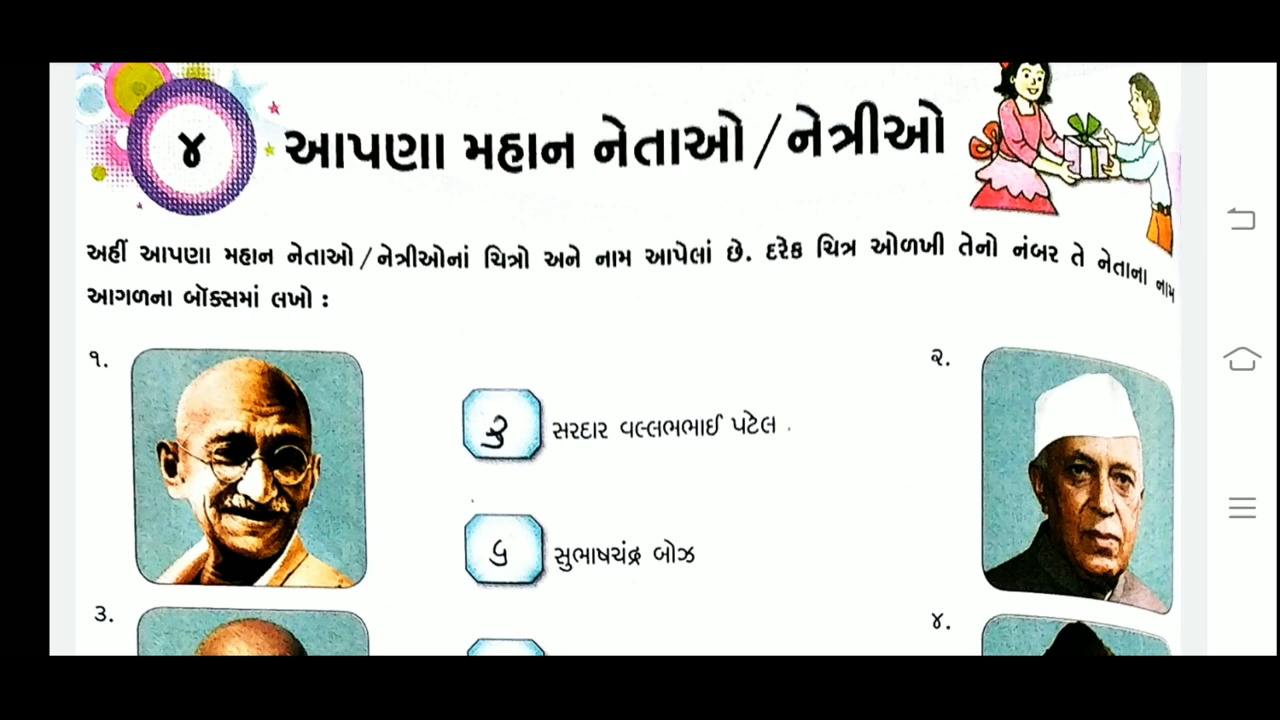 ૪
આપણા મહાન નેતાઓ / નેત્રીઓ
અહીં આપણા મહાન નેતાઓ / નેત્રીઓનાં ચિત્રો અને નામ આપેલાં છે. દરેક ચિત્ર ઓળખી તેનો નંબર તે નેતાના નામ
આગળના બૉક્સમાં લખો :
૧.
૨.
૩ સરદાર વલ્લભભાઈ પટેલ
સુભાષચંદ્ર બોઝ
૩.
૪.